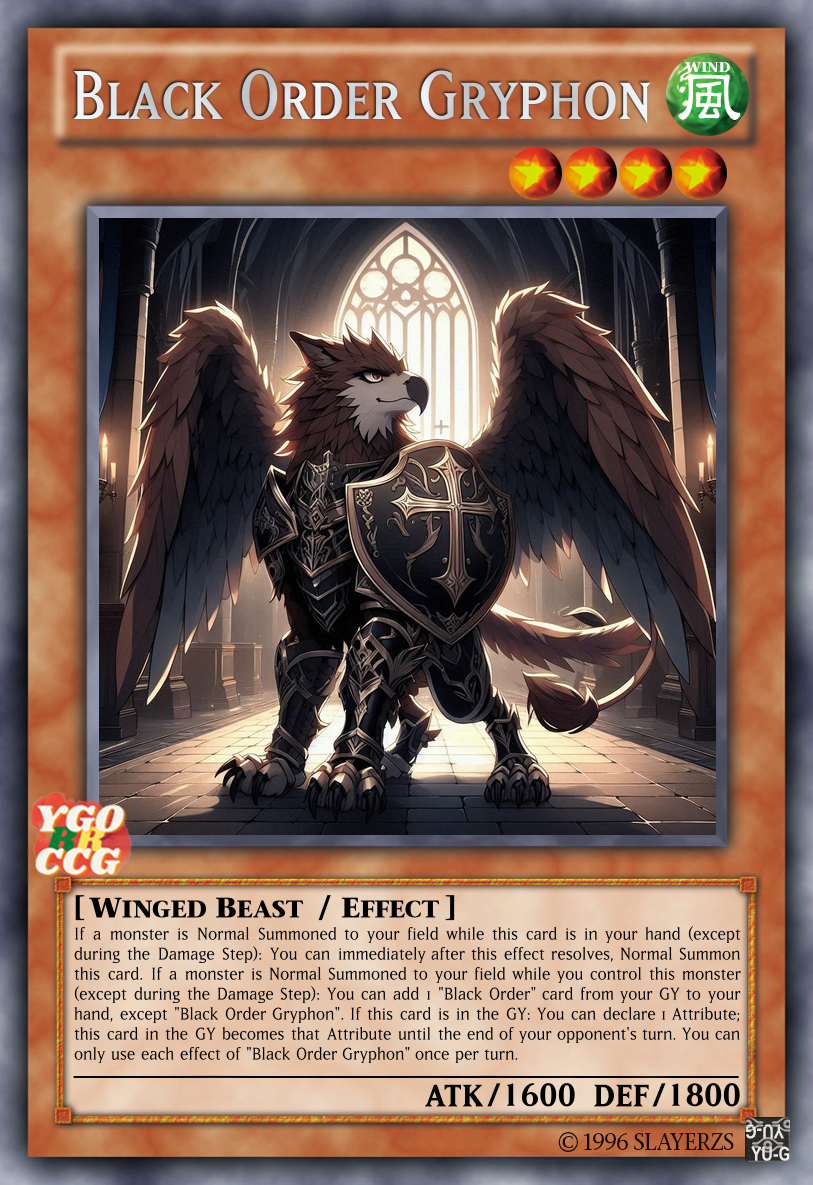 BLACK ORDER GRYPHON
WIND
風
YGO
RR
CCG
[ WINGED BEAST / EFFECT ]
If a monster is Normal Summoned to your field while this card is in your hand (except
during the Damage Step): You can immediately after this effect resolves, Normal Summon
this card. If a monster is Normal Summoned to your field while you control this monster
(except during the Damage Step): You can add 1 "Black Order" card from your GY to your
hand, except "Black Order Gryphon". If this card is in the GY: You can declare 1 Attribute;
this card in the GY becomes that Attribute until the end of your opponent's turn. You can
only use each effect of "Black Order Gryphon" once per turn.
ATK/1600 DEF/1800
© 1996 SLAYERZS
YU-G
YU-G